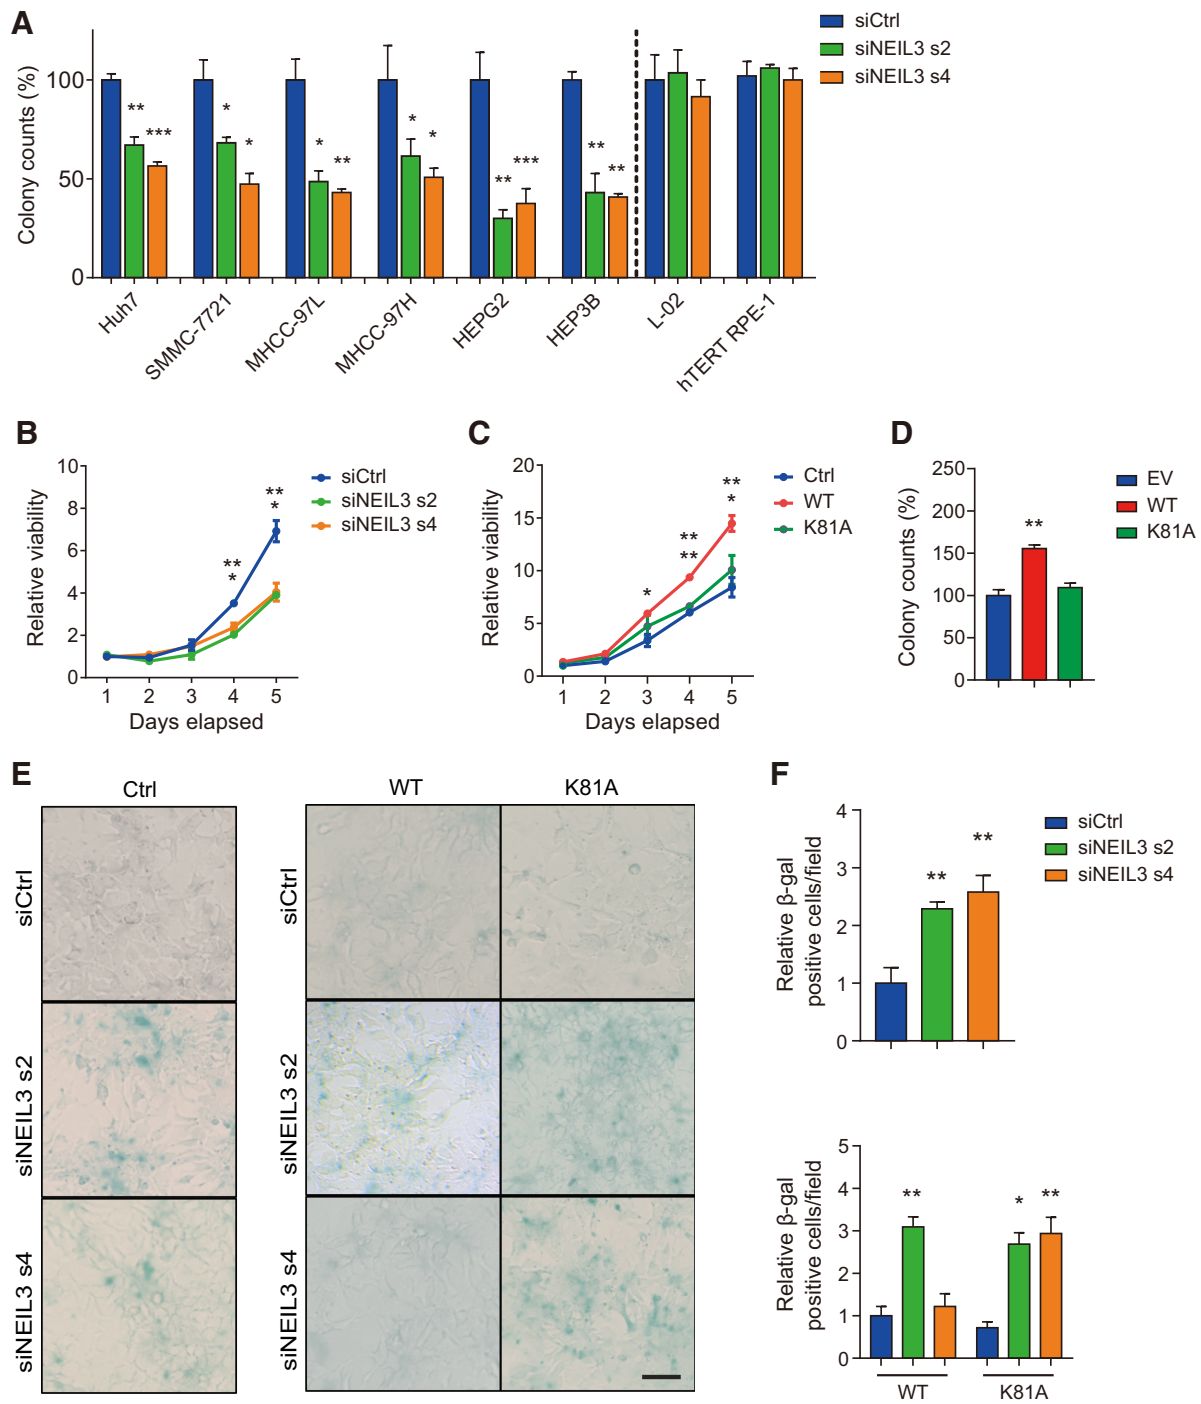 A
siCtrl
siNEIL3 s2
siNEIL3 s4
Colony counts (%)
100
50
0
** *** * * * ** * * ** *** ** **
Huh7
SMMC-7721
MHCC-97L
MHCC-97H
HEPG2
HEP3B
L-02
hTERT RPE-1
B
Relative viability
10
8
6
4
2
0
siCtrl
siNEIL3 s2
siNEIL3 s4
**
*
**
*
1 2 3 4 5
Days elapsed
C
Relative viability
20
15
10
5
0
Ctrl
WT
K81A
*
**
**
**
*
1 2 3 4 5
Days elapsed
D
Colony counts (%)
250
200
150
100
50
0
**
EV
WT
K81A
E
Ctrl
WT K81A
siCtrl
siNEIL3 s2
siNEIL3 s4
siCtrl
siNEIL3 s2
siNEIL3 s4
F
Relative β-gal
positive cells/field
4
3
2
1
0
** **
siCtrl
siNEIL3 s2
siNEIL3 s4
Relative β-gal
positive cells/field
5
4
3
2
1
0
** * **
WT K81A